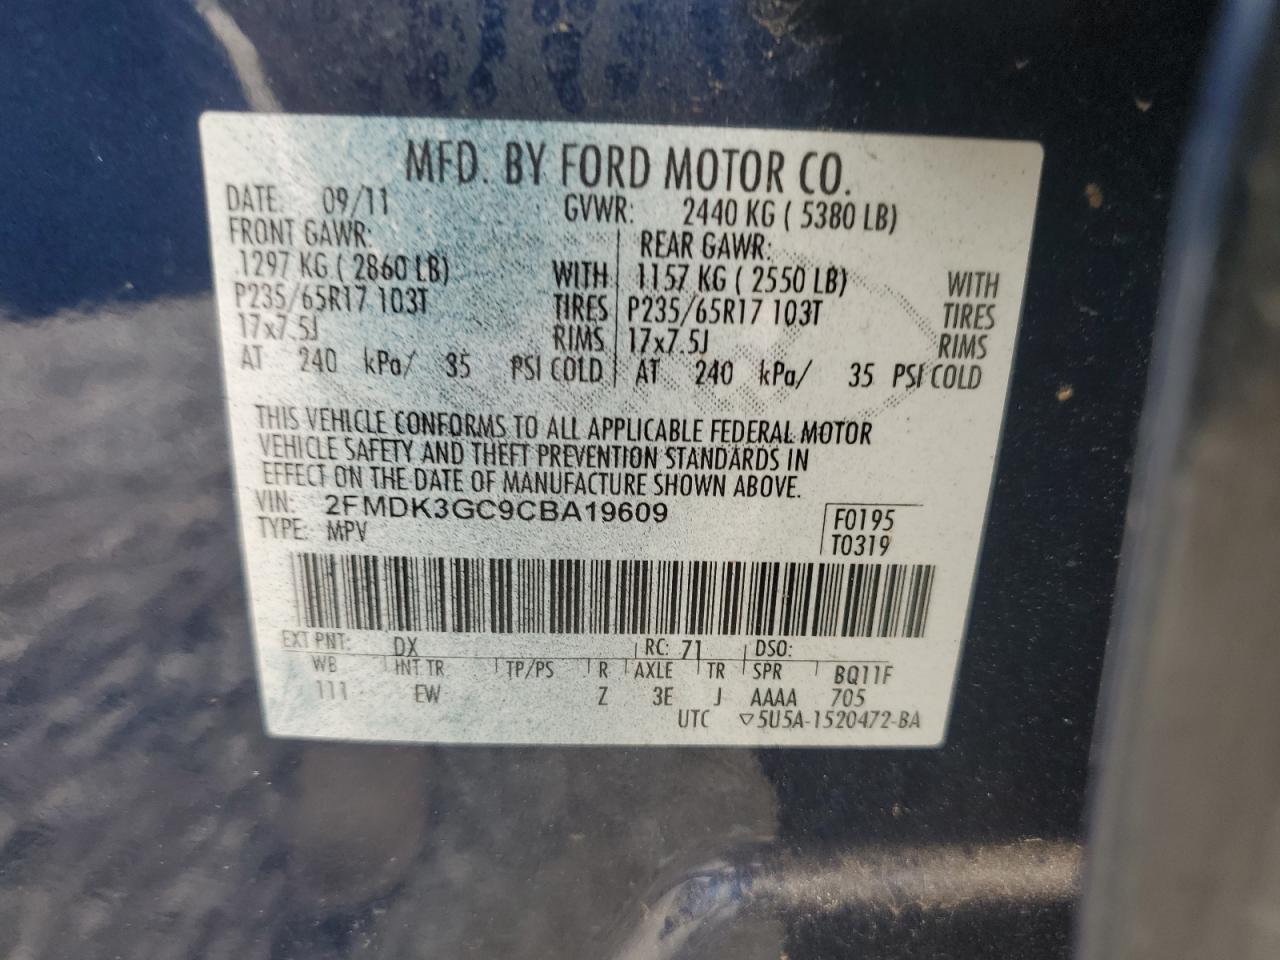 MFD. BY FORD MOTOR CO.
DATE: 09/11 GVWR: 2440 KG ( 5380 LB)
FRONT GAWR: REAR GAWR:
1297 KG ( 2860 LB) WITH 1157 KG ( 2550 LB) WITH
P235/65R17 103T TIRES P235/65R17 103T TIRES
17x7.5J RIMS 17x7.5J RIMS
AT 240 kPa/ 35 PSI COLD AT 240 kPa/ 35 PSI COLD
THIS VEHICLE CONFORMS TO ALL APPLICABLE FEDERAL MOTOR
VEHICLE SAFETY AND THEFT PREVENTION STANDARDS IN
EFFECT ON THE DATE OF MANUFACTURE SHOWN ABOVE.
VIN: 2FMDK3GC9CBA19609 F0195
TYPE: MPV T0319
EXT PNT: DX RC: 71 DSO:
WB INT TR TP/PS R AXLE TR SPR BQ11F
111 EW Z 3E J AAAA 705
UTC ▽5U5A-1520472-BA